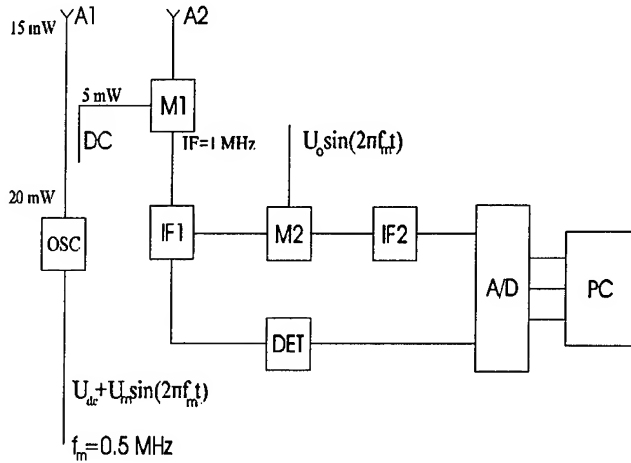 A1
A2
15 mW
5 mW
M1
DC
IF=1 MHz
U₀sin(2πfₘt)
20 mW
OSC
IF1
M2
IF2
A/D
PC
DET
U_dc+Uₘsin(2πfₘt)
fₘ=0.5 MHz